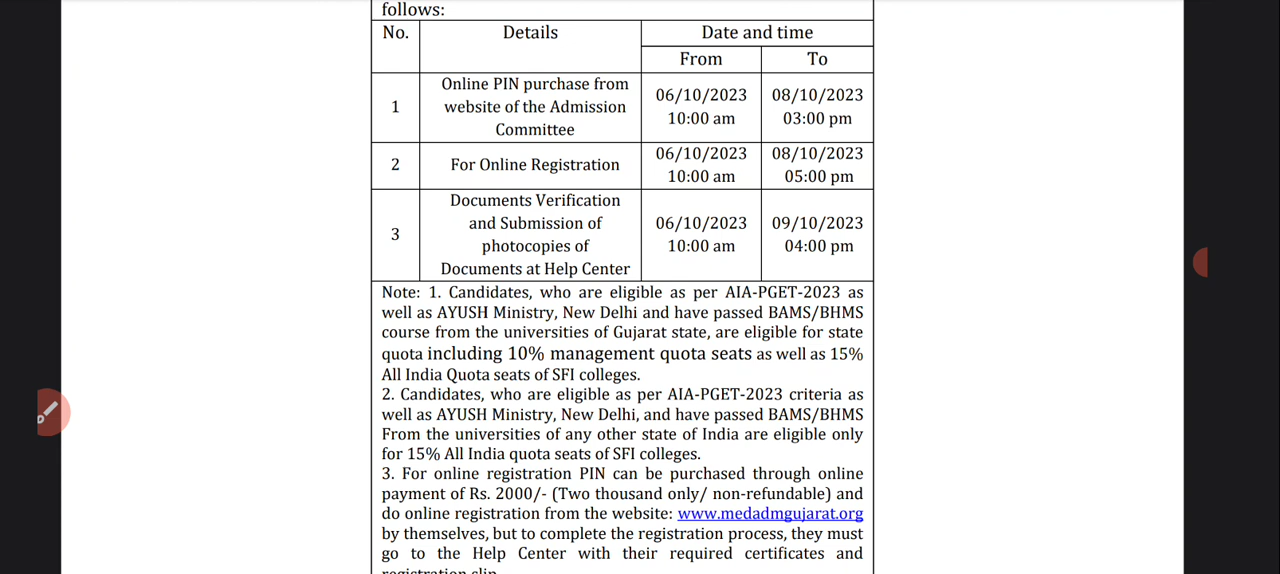 follows:
No. Details Date and time
From To
1 Online PIN purchase from website of the Admission Committee 06/10/2023 10:00 am 08/10/2023 03:00 pm
2 For Online Registration 06/10/2023 10:00 am 08/10/2023 05:00 pm
3 Documents Verification and Submission of photocopies of Documents at Help Center 06/10/2023 10:00 am 09/10/2023 04:00 pm
Note: 1. Candidates, who are eligible as per AIA-PGET-2023 as
well as AYUSH Ministry, New Delhi and have passed BAMS/BHMS
course from the universities of Gujarat state, are eligible for state
quota including 10% management quota seats as well as 15%
All India Quota seats of SFI colleges.
2. Candidates, who are eligible as per AIA-PGET-2023 criteria as
well as AYUSH Ministry, New Delhi, and have passed BAMS/BHMS
From the universities of any other state of India are eligible only
for 15% All India quota seats of SFI colleges.
3. For online registration PIN can be purchased through online
payment of Rs. 2000/- (Two thousand only/ non-refundable) and
do online registration from the website: www.medadmgujarat.org
by themselves, but to complete the registration process, they must
go to the Help Center with their required certificates and
registration slip